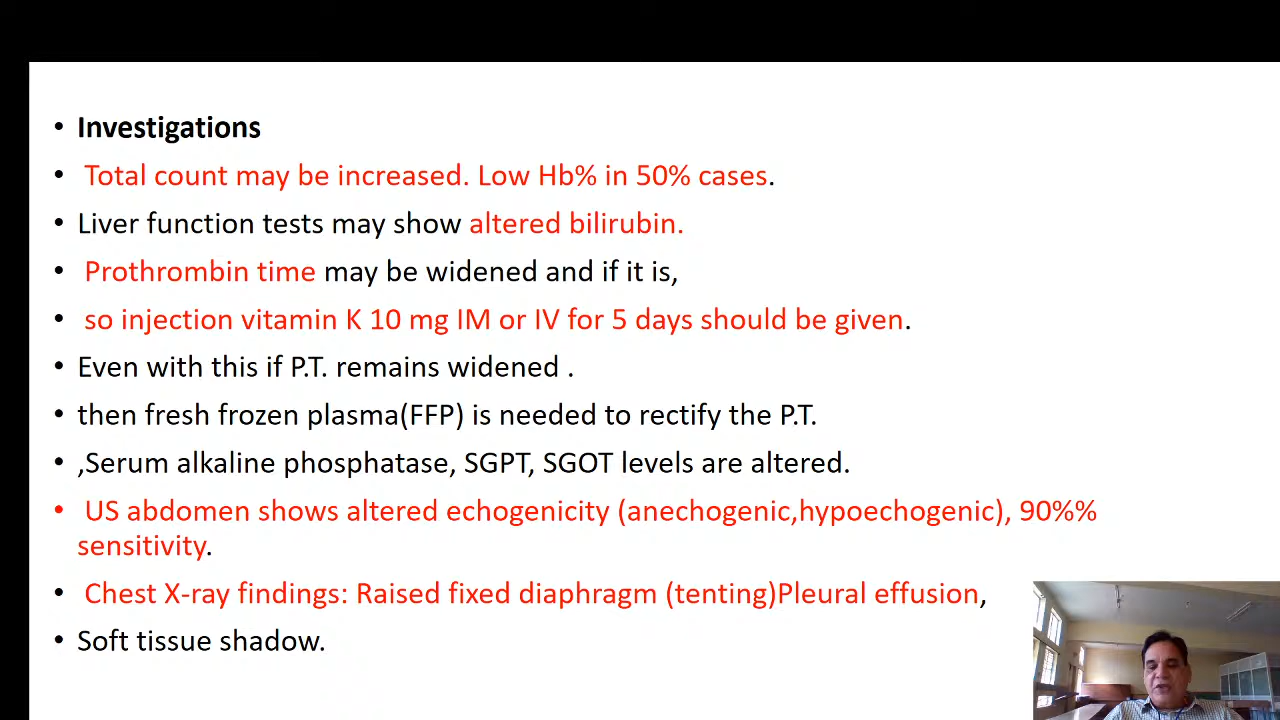 • Investigations
• Total count may be increased. Low Hb% in 50% cases.
• Liver function tests may show altered bilirubin.
• Prothrombin time may be widened and if it is,
• so injection vitamin K 10 mg IM or IV for 5 days should be given.
• Even with this if P.T. remains widened .
• then fresh frozen plasma(FFP) is needed to rectify the P.T.
• ,Serum alkaline phosphatase, SGPT, SGOT levels are altered.
• US abdomen shows altered echogenicity (anechogenic,hypoechogenic), 90%%
sensitivity.
• Chest X-ray findings: Raised fixed diaphragm (tenting)Pleural effusion,
• Soft tissue shadow.